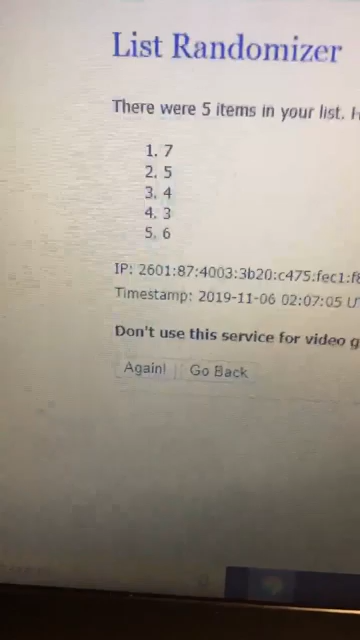 List Randomizer
There were 5 items in your list. H
1. 7
2. 5
3. 4
4. 3
5. 6
IP: 2601:87:4003:3b20:c475:fec1:f8
Timestamp: 2019-11-06 02:07:05 UT
Don't use this service for video g
Again!
Go Back